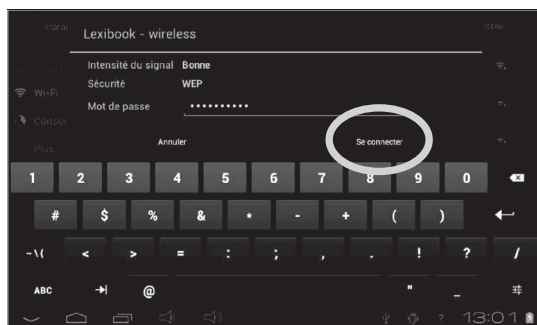 Lexibook - wireless
Intensité du signal Bonne
Sécurité WEP
Wi-Fi
Mot de passe ••••••••••
Plus
Annuler Se connecter
1 2 3 4 5 6 7 8 9 0
# $ % & * - + ( )
~\{ < > = : ; , . ! ? /
ABC @ " _
? 13:01